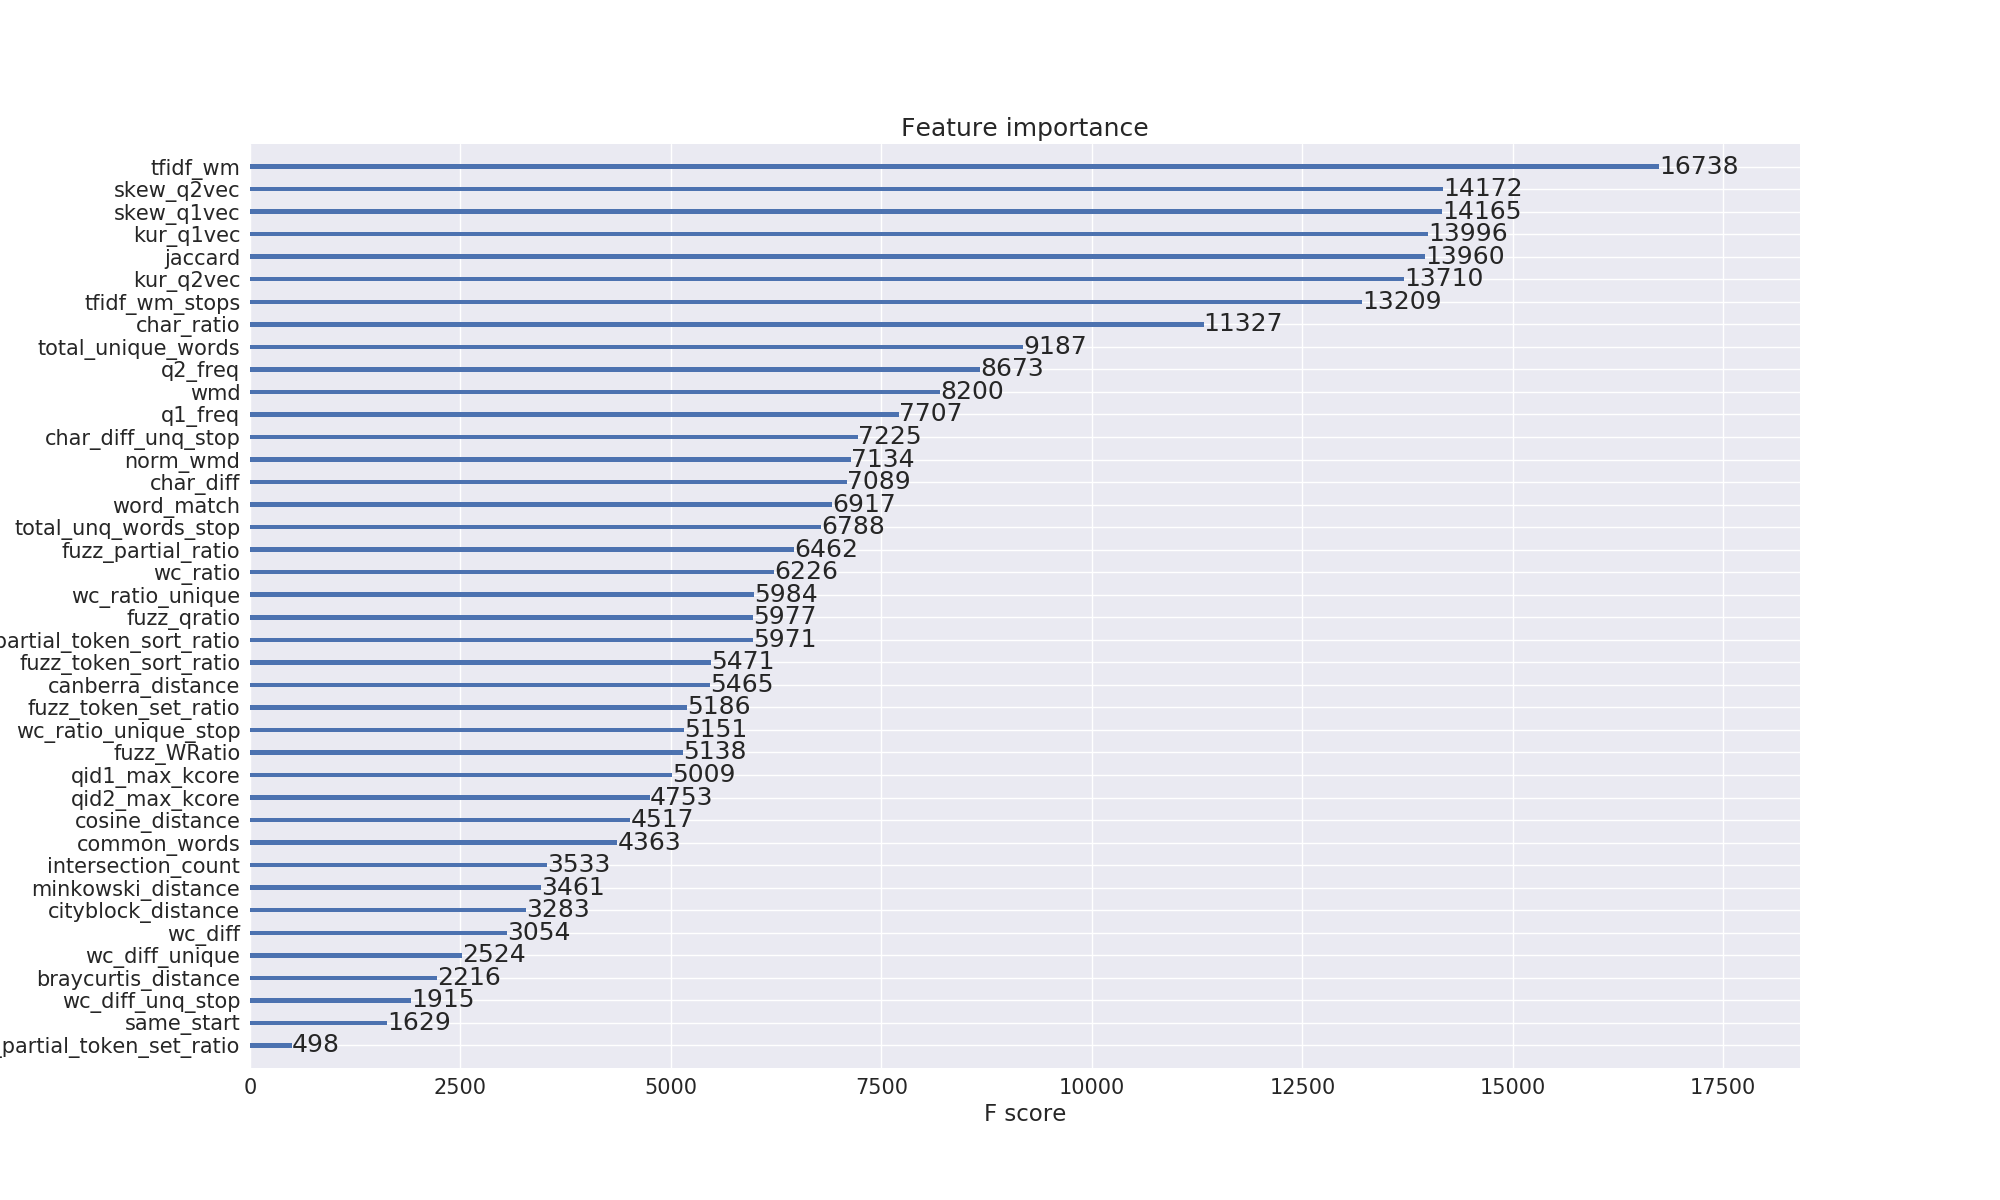 Feature importance
tfidf_wm 16738
skew_q2vec 14172
skew_q1vec 14165
kur_q1vec 13996
jaccard 13960
kur_q2vec 13710
tfidf_wm_stops 13209
char_ratio 11327
total_unique_words 9187
q2_freq 8673
wmd 8200
q1_freq 7707
char_diff_unq_stop 7225
norm_wmd 7134
char_diff 7089
word_match 6917
total_unq_words_stop 6788
fuzz_partial_ratio 6462
wc_ratio 6226
wc_ratio_unique 5984
fuzz_qratio 5977
partial_token_sort_ratio 5971
fuzz_token_sort_ratio 5471
canberra_distance 5465
fuzz_token_set_ratio 5186
wc_ratio_unique_stop 5151
fuzz_WRatio 5138
qid1_max_kcore 5009
qid2_max_kcore 4753
cosine_distance 4517
common_words 4363
intersection_count 3533
minkowski_distance 3461
cityblock_distance 3283
wc_diff 3054
wc_diff_unique 2524
braycurtis_distance 2216
wc_diff_unq_stop 1915
same_start 1629
_partial_token_set_ratio 498
0 2500 5000 7500 10000 12500 15000 17500
F score